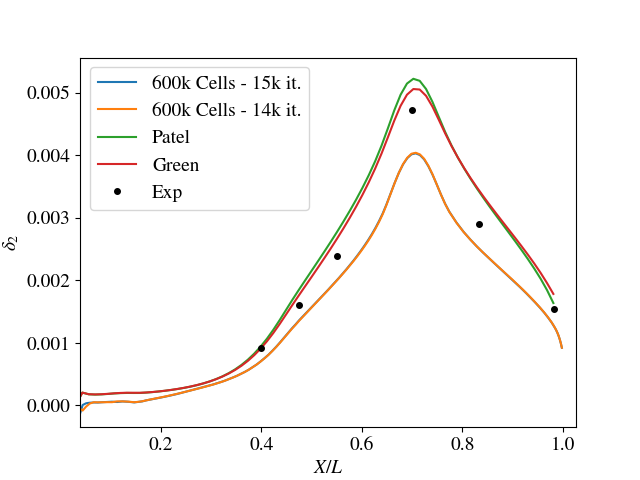 600k Cells - 15k it.
600k Cells - 14k it.
Patel
Green
Exp
0.005
0.004
0.003
0.002
0.001
0.000
δ₂
0.2 0.4 0.6 0.8 1.0
X/L